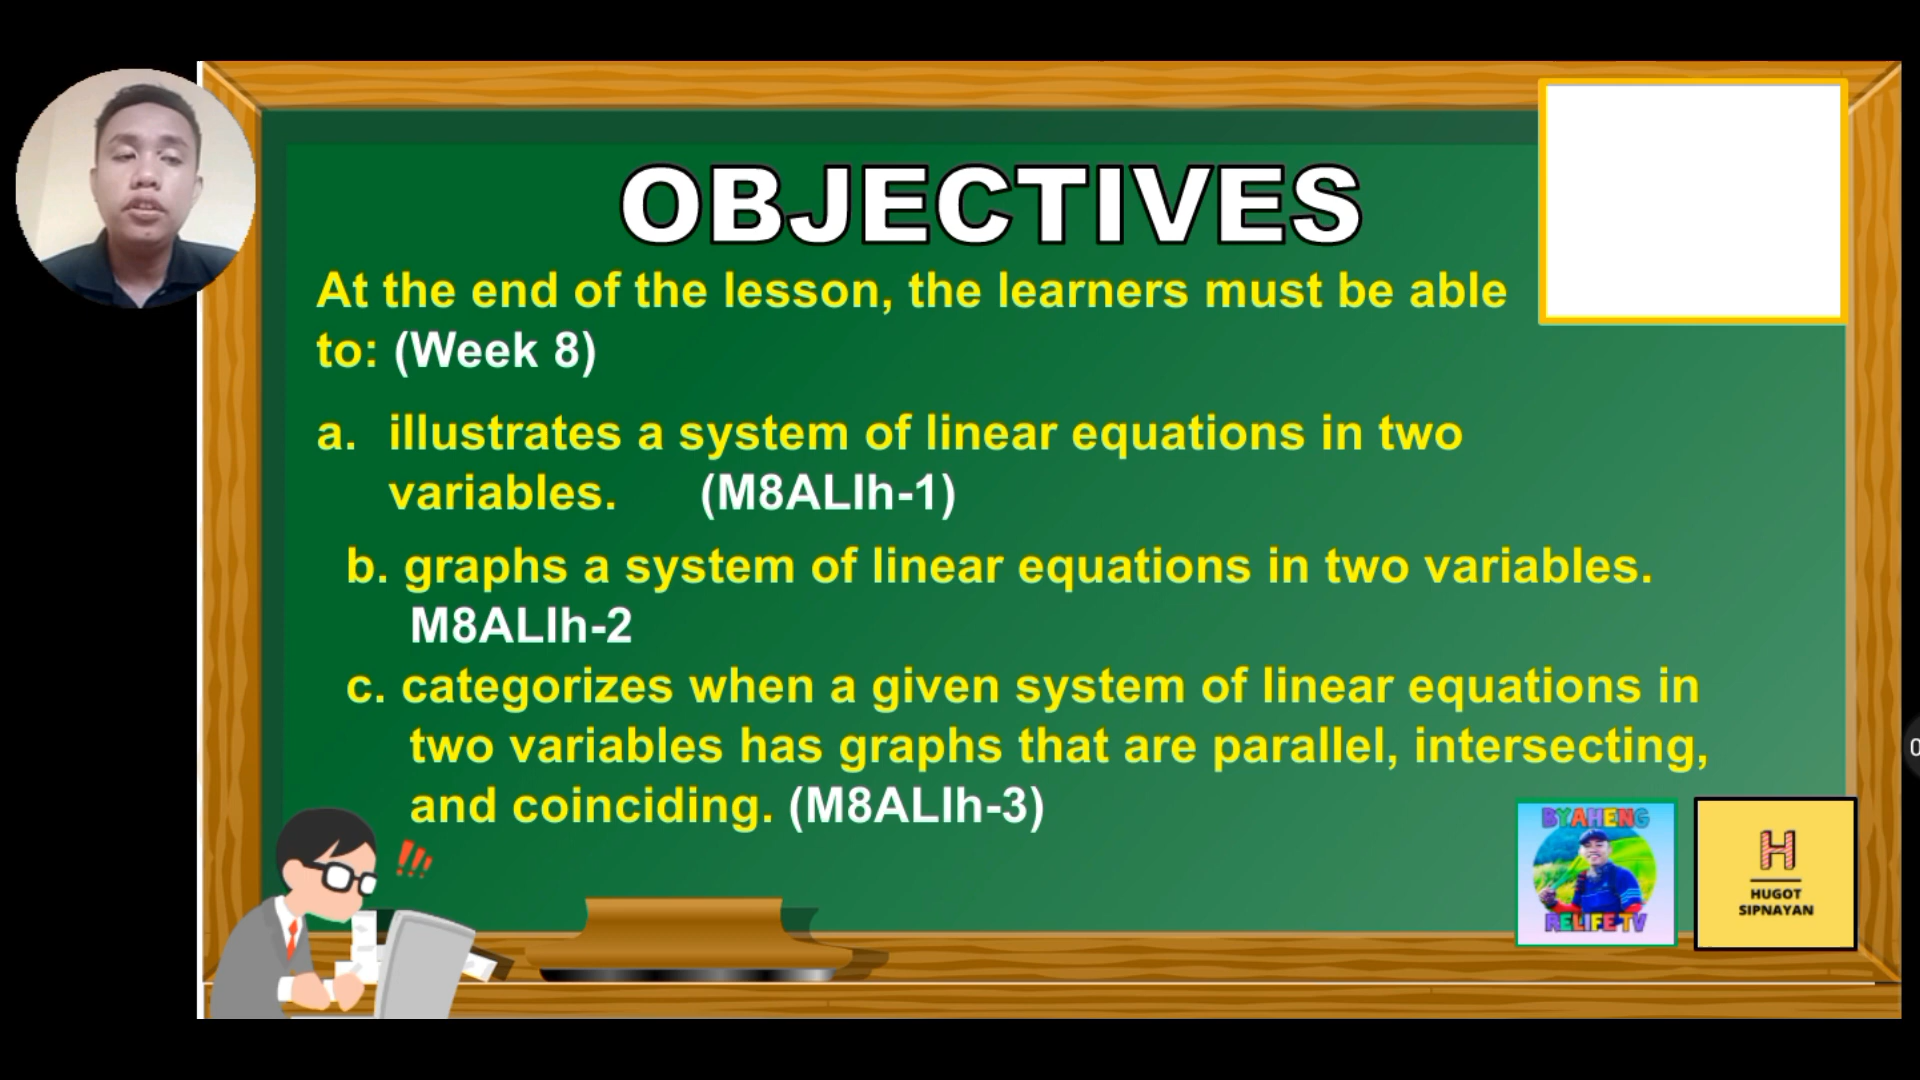 OBJECTIVES
At the end of the lesson, the learners must be able
to: (Week 8)
a. illustrates a system of linear equations in two
variables. (M8ALIh-1)
b. graphs a system of linear equations in two variables.
M8ALIh-2
c. categorizes when a given system of linear equations in
two variables has graphs that are parallel, intersecting,
and coinciding. (M8ALIh-3)
!!!
BYAHENG
RELIFE TV
H
HUGOT
SIPNAYAN
0